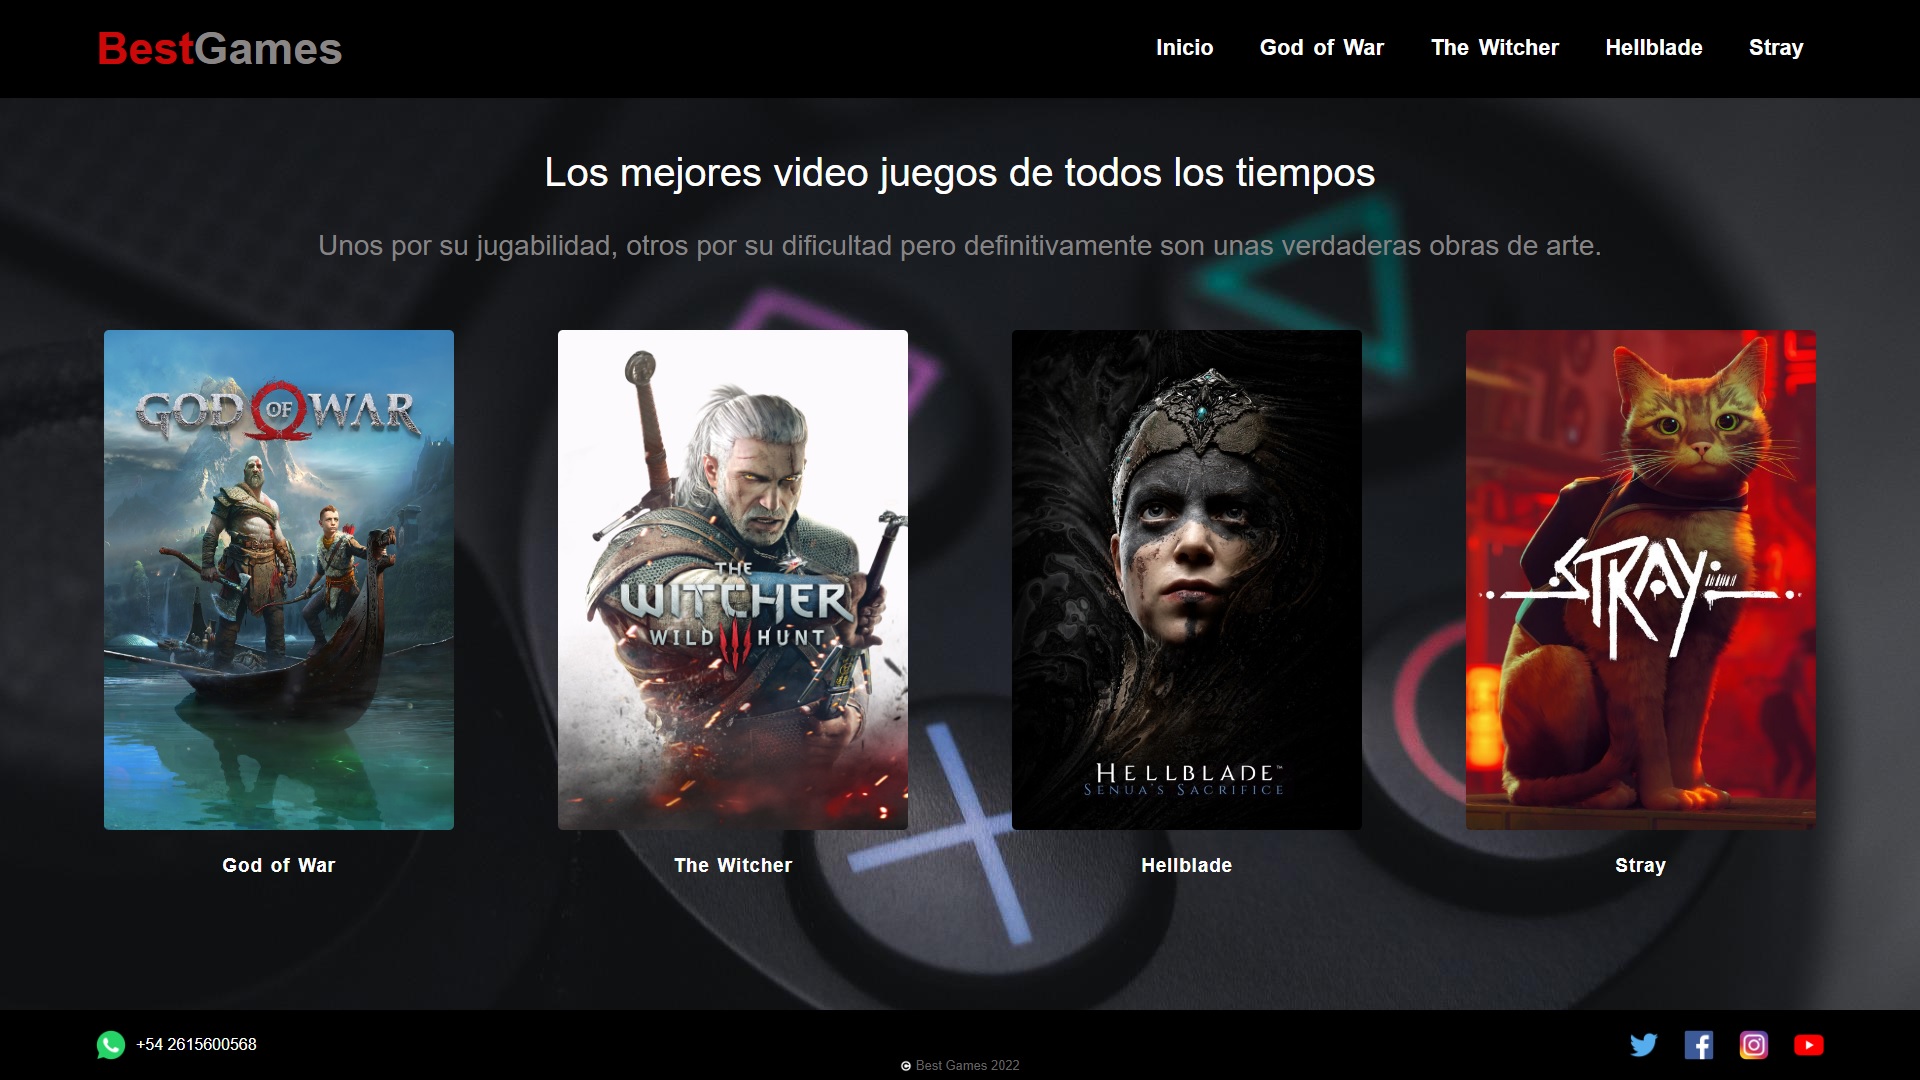 BestGames
Inicio God of War The Witcher Hellblade Stray
Los mejores video juegos de todos los tiempos
Unos por su jugabilidad, otros por su dificultad pero definitivamente son unas verdaderas obras de arte.
GOD OF WAR
THE
WITCHER
WILD HUNT
HELLBLADE™
SENUA'S SACRIFICE
STRAY
God of War
The Witcher
Hellblade
Stray
+54 2615600568
© Best Games 2022